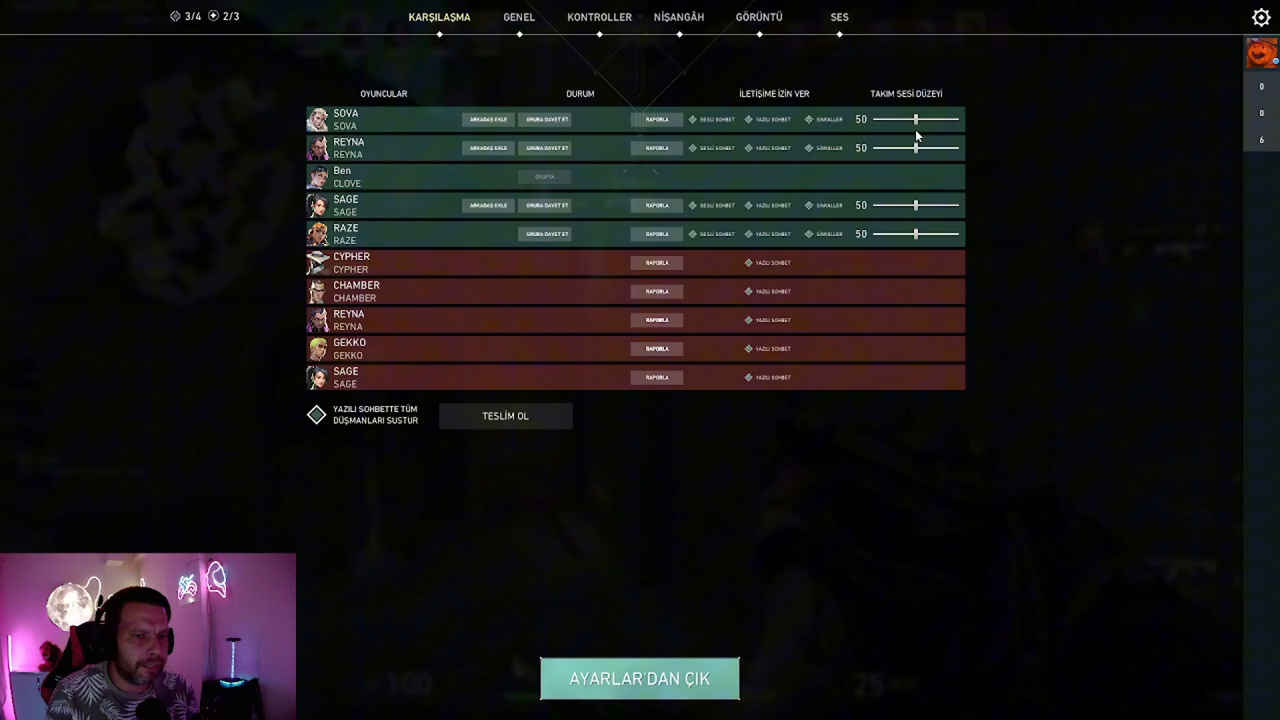 3/4 2/3
KARŞILAŞMA GENEL KONTROLLER NİŞANGÂH GÖRÜNTÜ SES
OYUNCULAR DURUM İLETİŞİME İZİN VER TAKIM SESİ DÜZEYİ
SOVA
SOVA
ARKADAŞ EKLE GRUBA DAVET ET RAPORLA SESLİ SOHBET YAZILI SOHBET SİNYALLER 50
REYNA
REYNA
ARKADAŞ EKLE GRUBA DAVET ET RAPORLA SESLİ SOHBET YAZILI SOHBET SİNYALLER 50
Ben
CLOVE
GRUPTA
SAGE
SAGE
ARKADAŞ EKLE GRUBA DAVET ET RAPORLA SESLİ SOHBET YAZILI SOHBET SİNYALLER 50
RAZE
RAZE
GRUBA DAVET ET RAPORLA SESLİ SOHBET YAZILI SOHBET SİNYALLER 50
CYPHER
CYPHER
RAPORLA YAZILI SOHBET
CHAMBER
CHAMBER
RAPORLA YAZILI SOHBET
REYNA
REYNA
RAPORLA YAZILI SOHBET
GEKKO
GEKKO
RAPORLA YAZILI SOHBET
SAGE
SAGE
RAPORLA YAZILI SOHBET
YAZILI SOHBETTE TÜM
DÜŞMANLARI SUSTUR
TESLİM OL
AYARLAR'DAN ÇIK
100
25
0
0
6